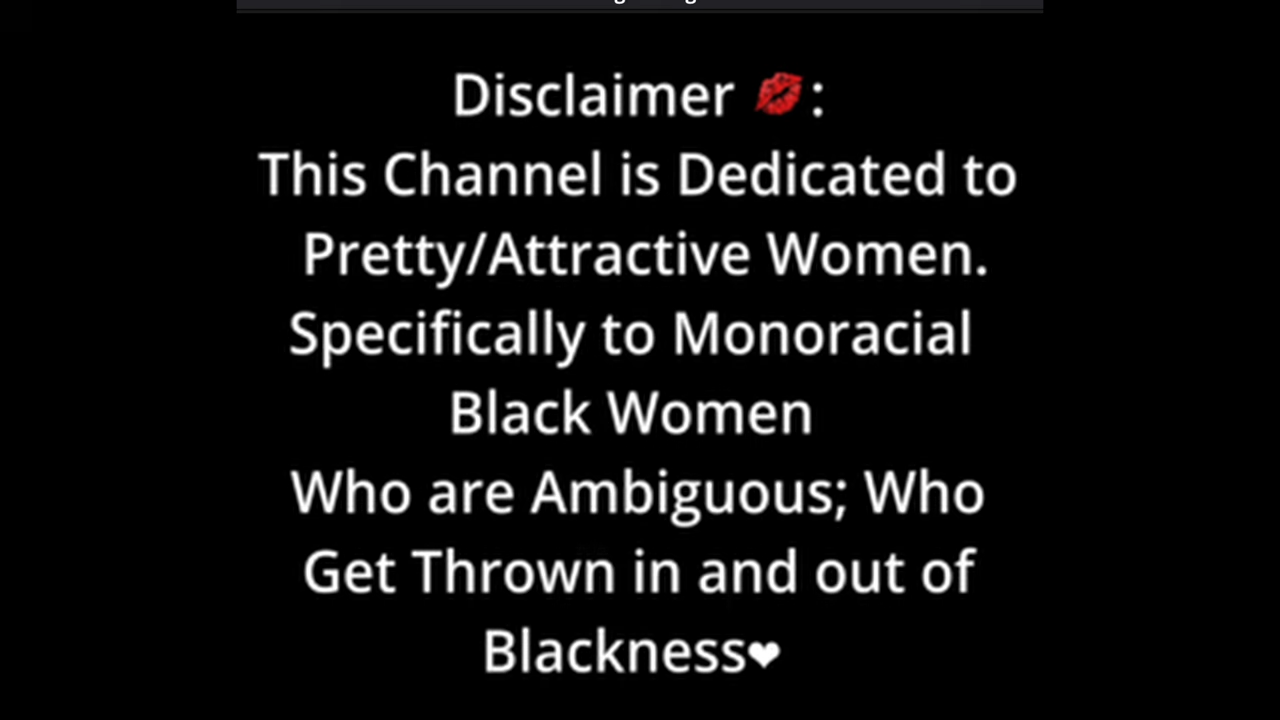 Disclaimer 💋:
This Channel is Dedicated to
Pretty/Attractive Women.
Specifically to Monoracial
Black Women
Who are Ambiguous; Who
Get Thrown in and out of
Blackness❤